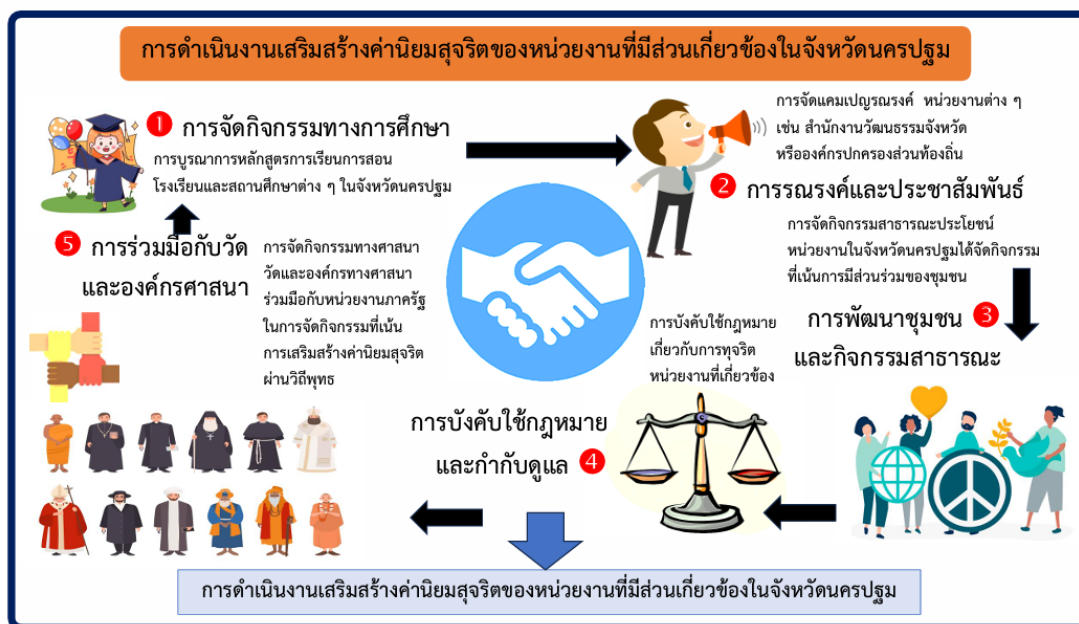 การดำเนินงานเสริมสร้างค่านิยมสุจริตของหน่วยงานที่มีส่วนเกี่ยวข้องในจังหวัดนครปฐม
1 การจัดกิจกรรมทางการศึกษา
การบูรณาการหลักสูตรการเรียนการสอน
โรงเรียนและสถานศึกษาต่าง ๆ ในจังหวัดนครปฐม
การจัดแคมเปญรณรงค์ หน่วยงานต่าง ๆ
เช่น สำนักงานวัฒนธรรมจังหวัด
หรือองค์กรปกครองส่วนท้องถิ่น
2 การรณรงค์และประชาสัมพันธ์
การจัดกิจกรรมสาธารณะประโยชน์
หน่วยงานในจังหวัดนครปฐมได้จัดกิจกรรม
ที่เน้นการมีส่วนร่วมของชุมชน
การพัฒนาชุมชน 3
และกิจกรรมสาธารณะ
การบังคับใช้กฎหมาย
เกี่ยวกับการทุจริต
หน่วยงานที่เกี่ยวข้อง
การบังคับใช้กฎหมาย
และกำกับดูแล 4
5 การร่วมมือกับวัด
และองค์กรศาสนา
การจัดกิจกรรมทางศาสนา
วัดและองค์กรทางศาสนา
ร่วมมือกับหน่วยงานภาครัฐ
ในการจัดกิจกรรมที่เน้น
การเสริมสร้างค่านิยมสุจริต
ผ่านวิถีพุทธ
การดำเนินงานเสริมสร้างค่านิยมสุจริตของหน่วยงานที่มีส่วนเกี่ยวข้องในจังหวัดนครปฐม